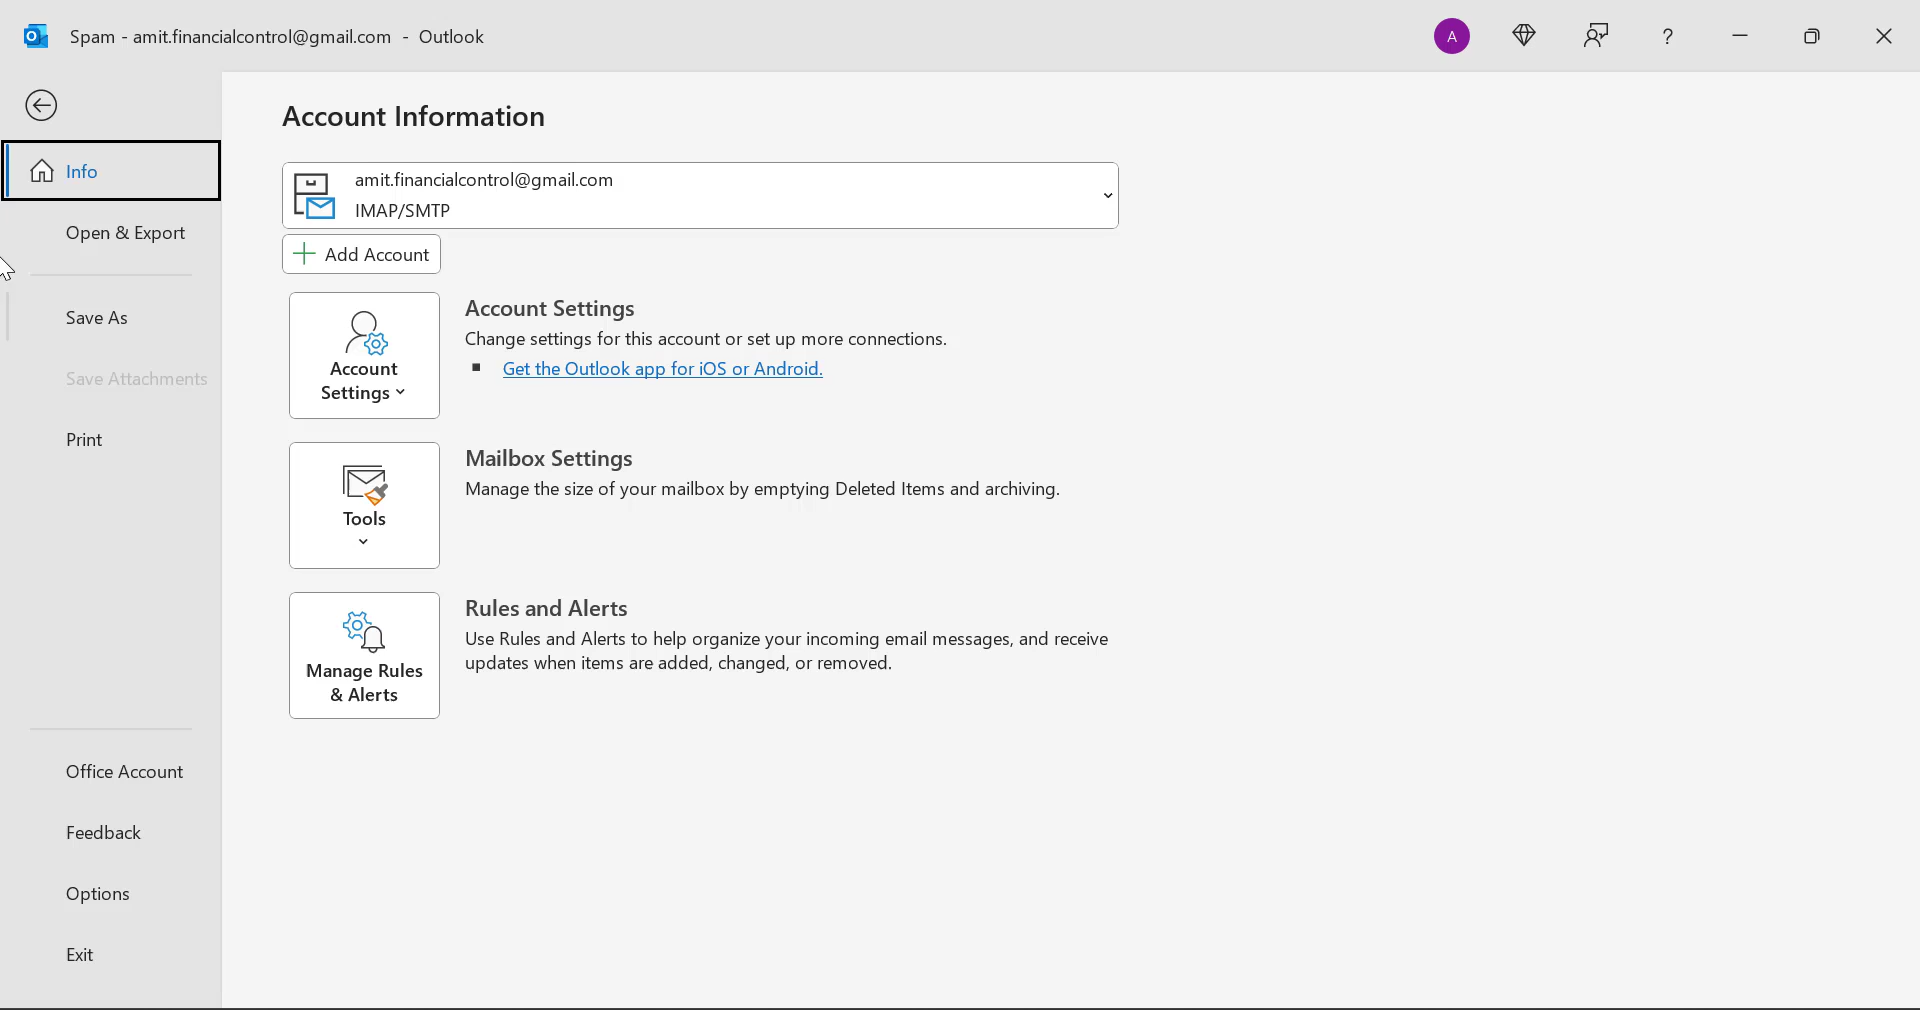 Spam - amit.financialcontrol@gmail.com - Outlook
A
?
Info
Open & Export
Save As
Save Attachments
Print
Office Account
Feedback
Options
Exit
Account Information
amit.financialcontrol@gmail.com
IMAP/SMTP
Add Account
Account
Settings
Account Settings
Change settings for this account or set up more connections.
Get the Outlook app for iOS or Android.
Tools
Mailbox Settings
Manage the size of your mailbox by emptying Deleted Items and archiving.
Manage Rules
& Alerts
Rules and Alerts
Use Rules and Alerts to help organize your incoming email messages, and receive
updates when items are added, changed, or removed.